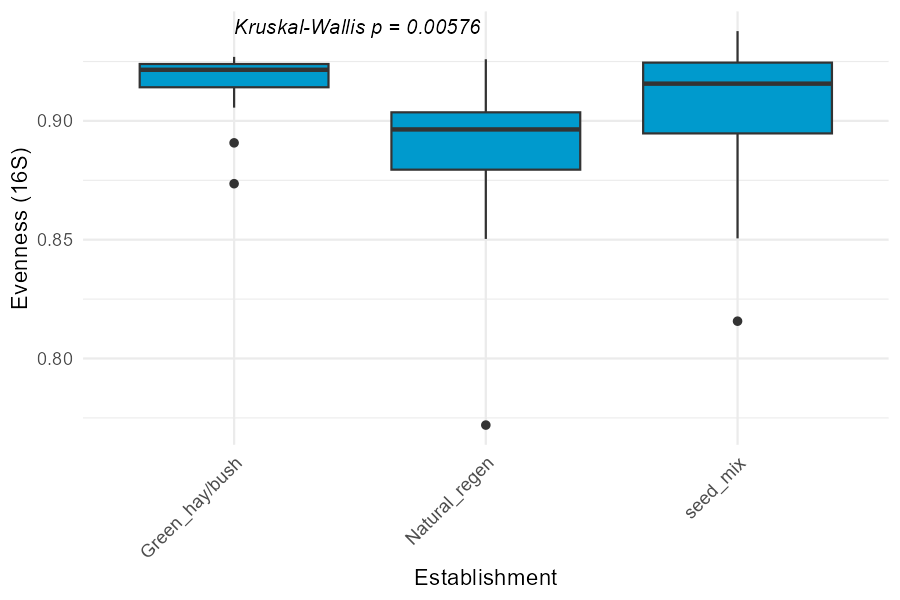 Kruskal-Wallis p = 0.00576
Evenness (16S)
0.90
0.85
0.80
Green_hay/bush
Natural_regen
seed_mix
Establishment